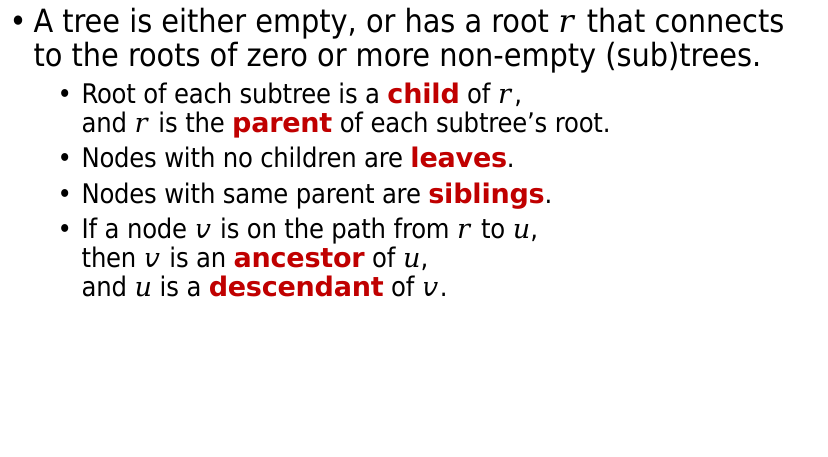 • A tree is either empty, or has a root r that connects
to the roots of zero or more non-empty (sub)trees.
• Root of each subtree is a child of r,
and r is the parent of each subtree’s root.
• Nodes with no children are leaves.
• Nodes with same parent are siblings.
• If a node v is on the path from r to u,
then v is an ancestor of u,
and u is a descendant of v.